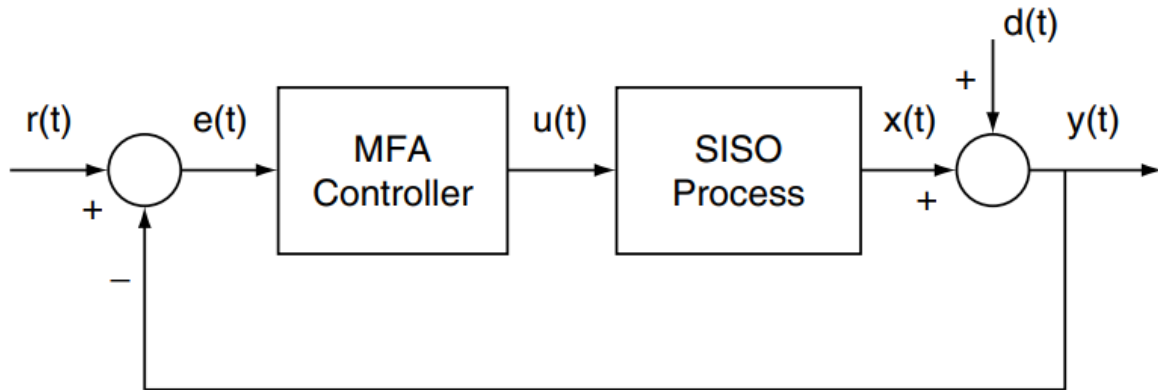 d(t)
+
r(t)
e(t)
MFA
Controller
u(t)
SISO
Process
x(t)
y(t)
+
+
−